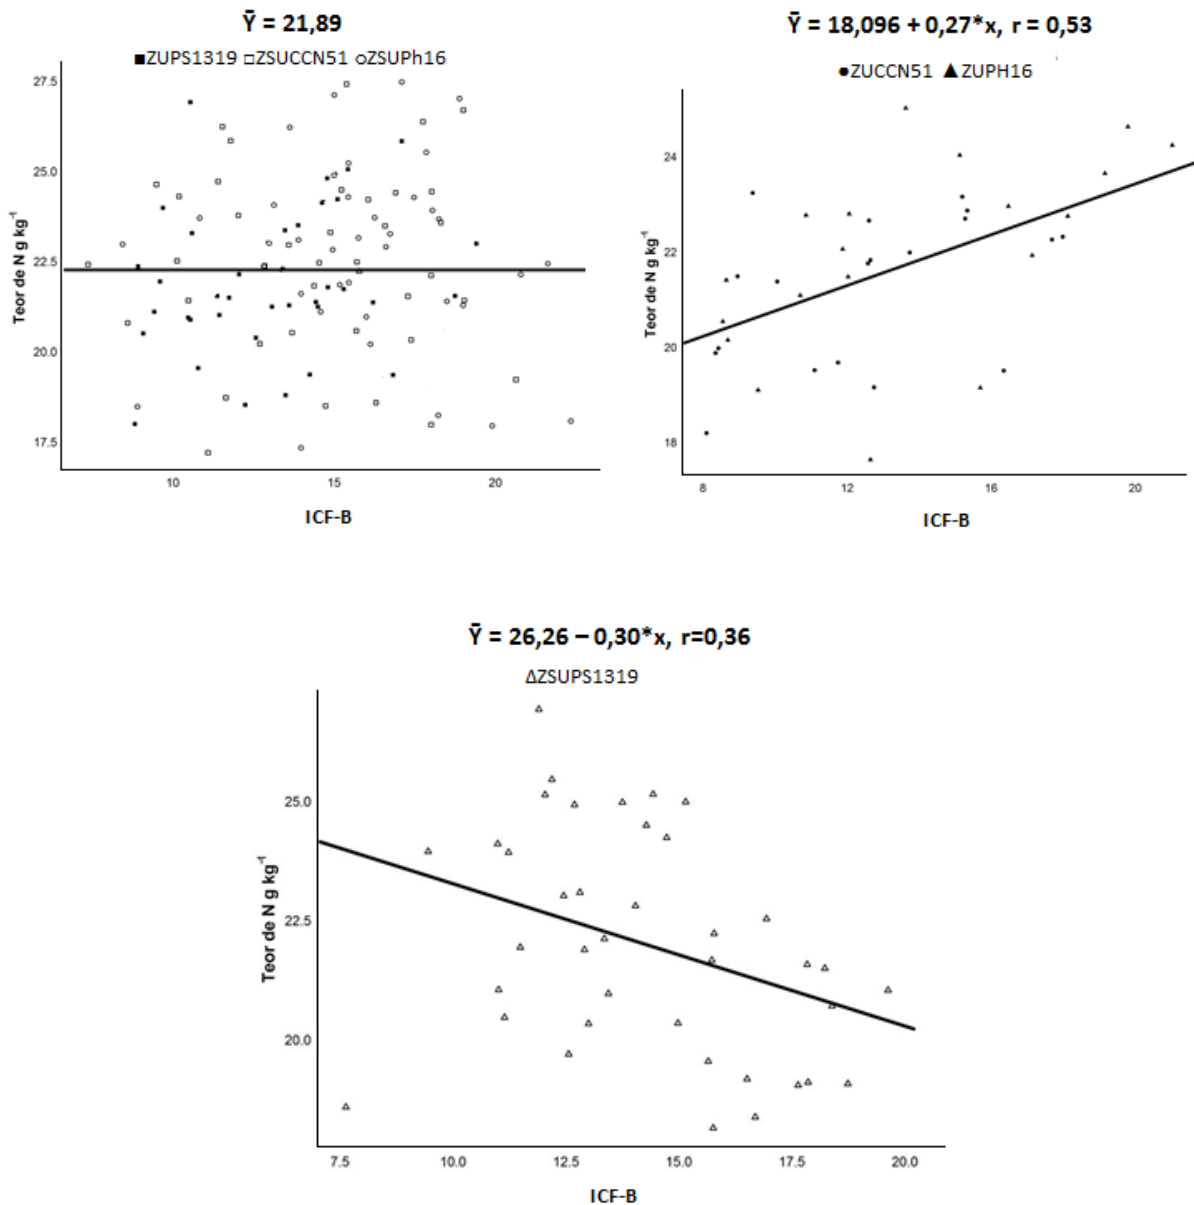 Ȳ = 21,89
■ZUPS1319 □ZSUCCN51 ○ZSUPh16
27.5
25.0
22.5
20.0
17.5
Teor de N g kg⁻¹
10 15 20
ICF-B
Ȳ = 18,096 + 0,27*x, r = 0,53
●ZUCCN51 ▲ZUPH16
24
22
20
18
Teor de N g kg⁻¹
8 12 16 20
ICF-B
Ȳ = 26,26 – 0,30*x, r=0,36
ΔZSUPS1319
25.0
22.5
20.0
Teor de N g kg⁻¹
7.5 10.0 12.5 15.0 17.5 20.0
ICF-B